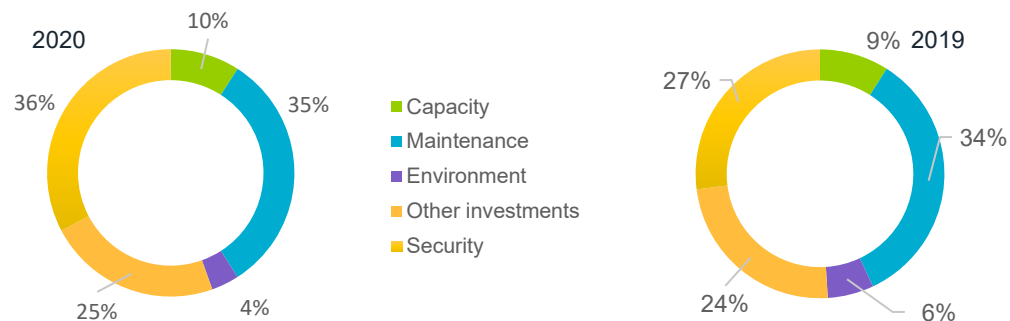 2020
10%
35%
4%
25%
36%
Capacity
Maintenance
Environment
Other investments
Security
2019
9%
34%
6%
24%
27%